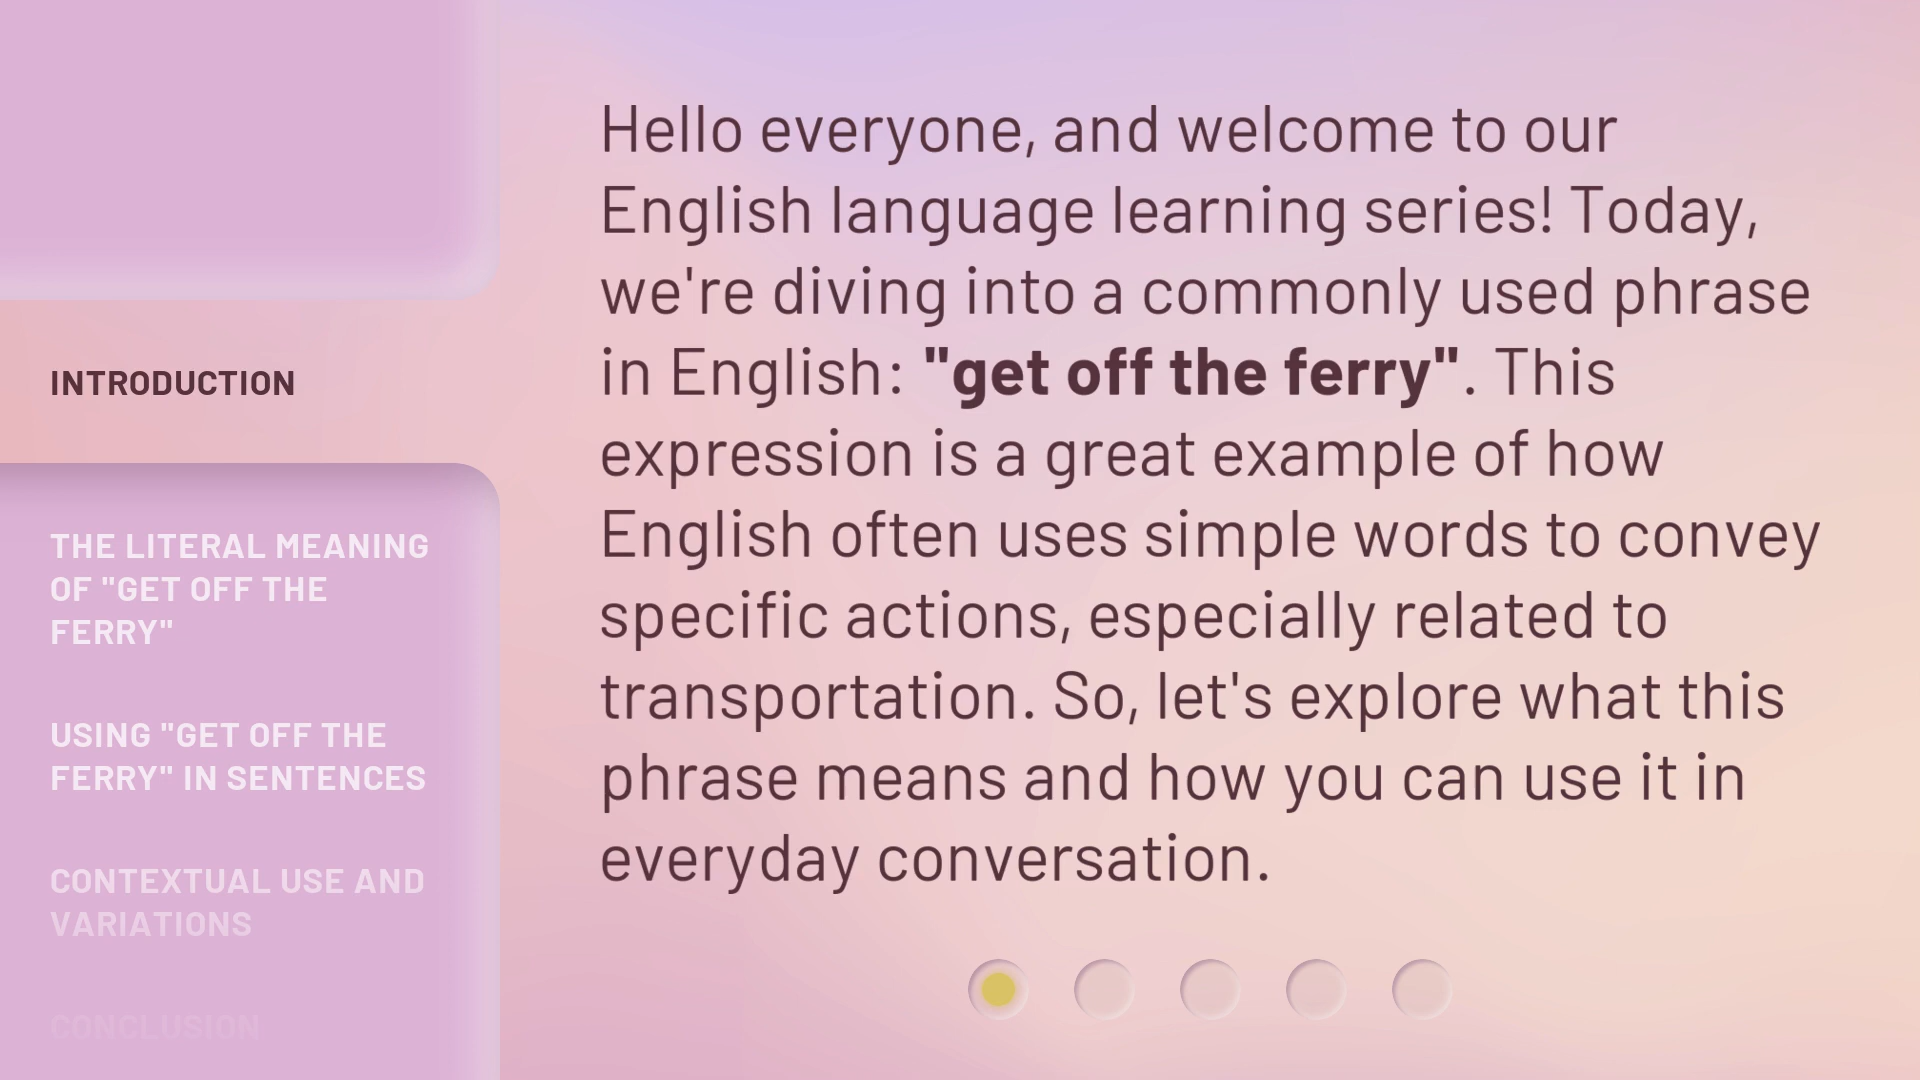 INTRODUCTION
THE LITERAL MEANING
OF "GET OFF THE
FERRY"
USING "GET OFF THE
FERRY" IN SENTENCES
CONTEXTUAL USE AND
VARIATIONS
CONCLUSION
Hello everyone, and welcome to our
English language learning series! Today,
we're diving into a commonly used phrase
in English: "get off the ferry". This
expression is a great example of how
English often uses simple words to convey
specific actions, especially related to
transportation. So, let's explore what this
phrase means and how you can use it in
everyday conversation.